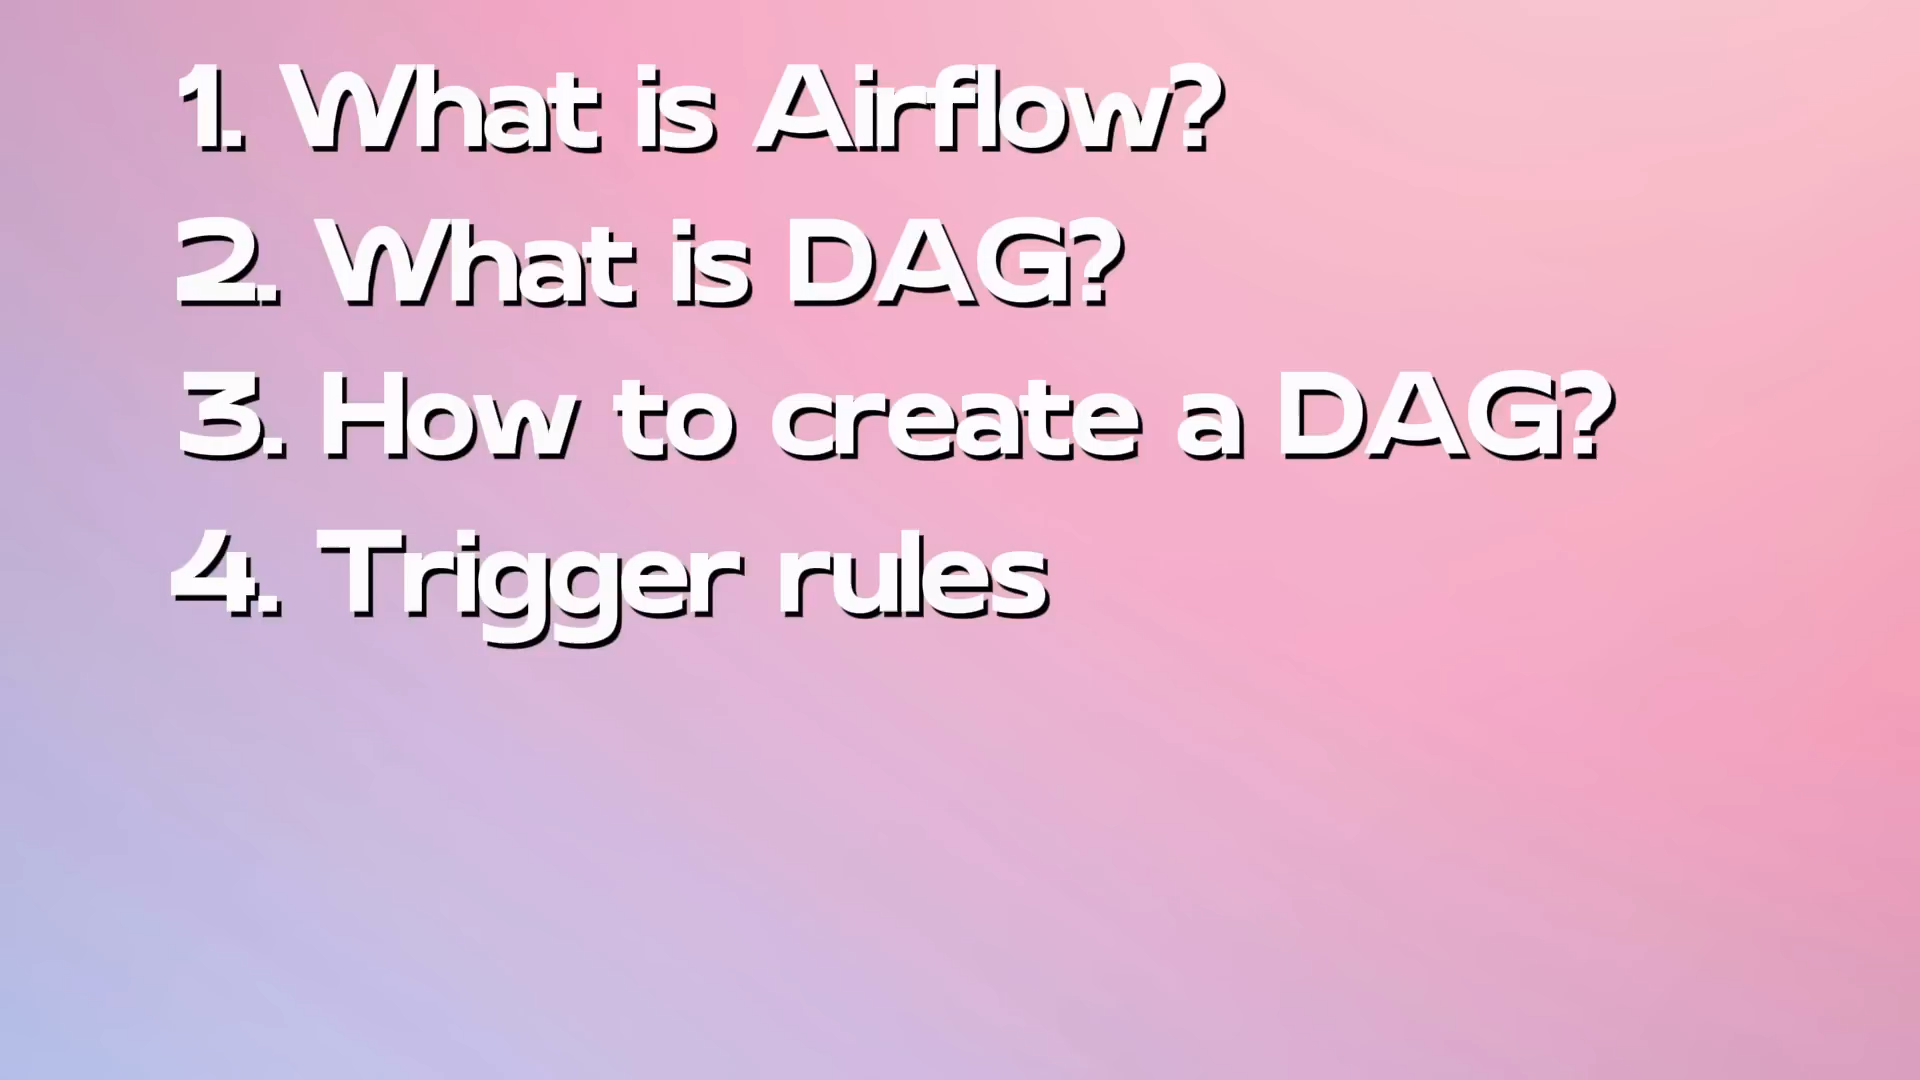 1. What is Airflow?
2. What is DAG?
3. How to create a DAG?
4. Trigger rules